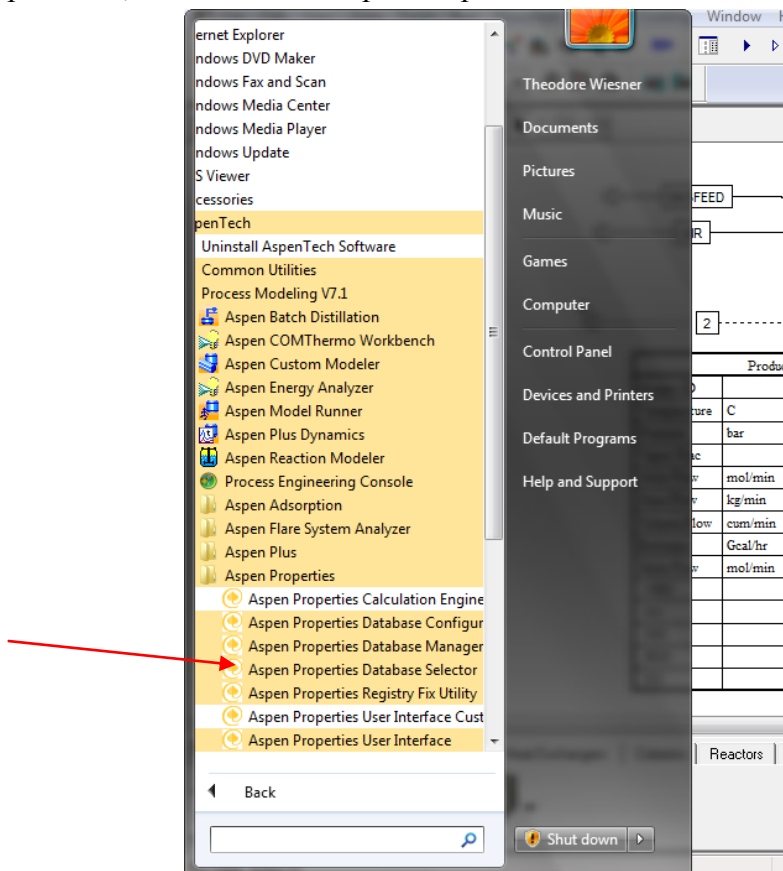 ernet Explorer
ndows DVD Maker
ndows Fax and Scan
ndows Media Center
ndows Media Player
ndows Update
S Viewer
cessories
penTech
Uninstall AspenTech Software
Common Utilities
Process Modeling V7.1
Aspen Batch Distillation
Aspen COMThermo Workbench
Aspen Custom Modeler
Aspen Energy Analyzer
Aspen Model Runner
Aspen Plus Dynamics
Aspen Reaction Modeler
Process Engineering Console
Aspen Adsorption
Aspen Flare System Analyzer
Aspen Plus
Aspen Properties
Aspen Properties Calculation Engine
Aspen Properties Database Configur
Aspen Properties Database Manager
Aspen Properties Database Selector
Aspen Properties Registry Fix Utility
Aspen Properties User Interface Cust
Aspen Properties User Interface
Back
Theodore Wiesner
Documents
Pictures
Music
Games
Computer
Control Panel
Devices and Printers
Default Programs
Help and Support
Shut down
Window H
FEED
IR
2
Produ
ture C
bar
ac
w mol/min
v kg/min
low cum/min
Gcal/hr
w mol/min
Reactors